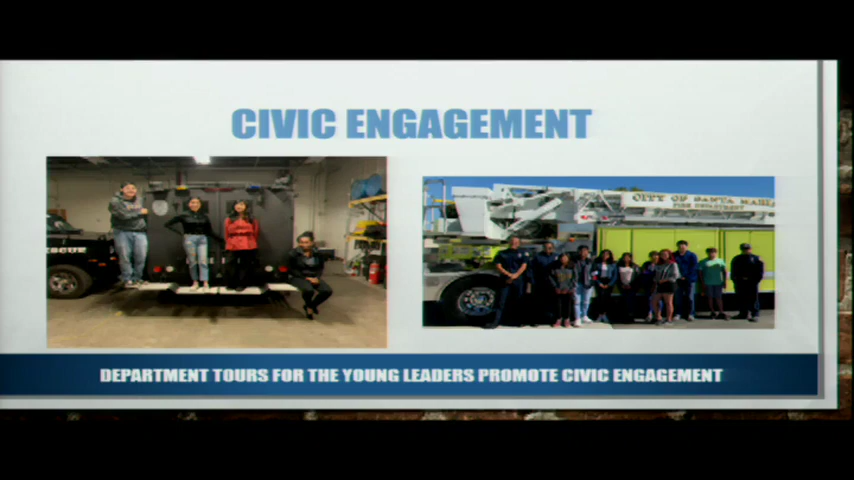 CIVIC ENGAGEMENT
CITY OF SANTA MARIA
FIRE DEPARTMENT
RESCUE
DEPARTMENT TOURS FOR THE YOUNG LEADERS PROMOTE CIVIC ENGAGEMENT